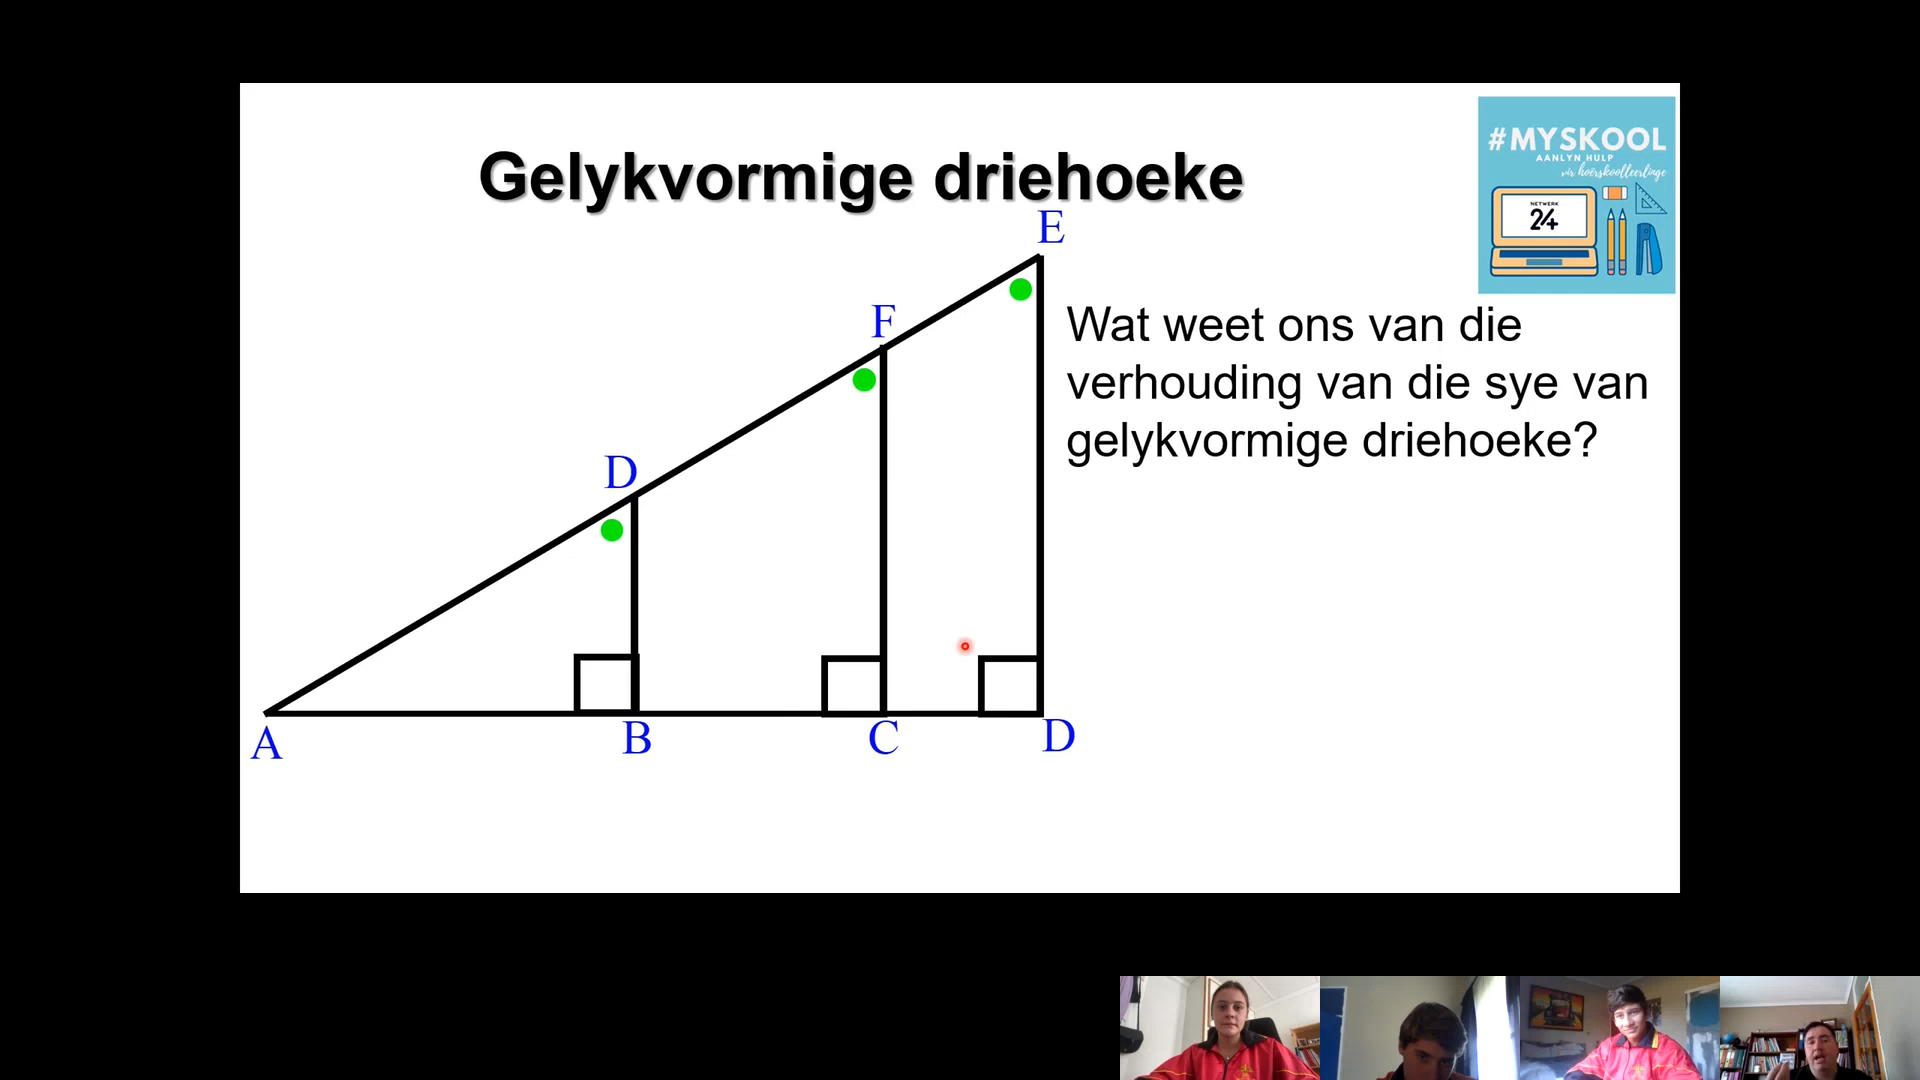 Gelykvormige driehoeke
#MYSKOOL
AANLYN HULP
vir hoërskoolleerlinge
NETWERK
24
E
F
D
Wat weet ons van die
verhouding van die sye van
gelykvormige driehoeke?
A
B
C
D